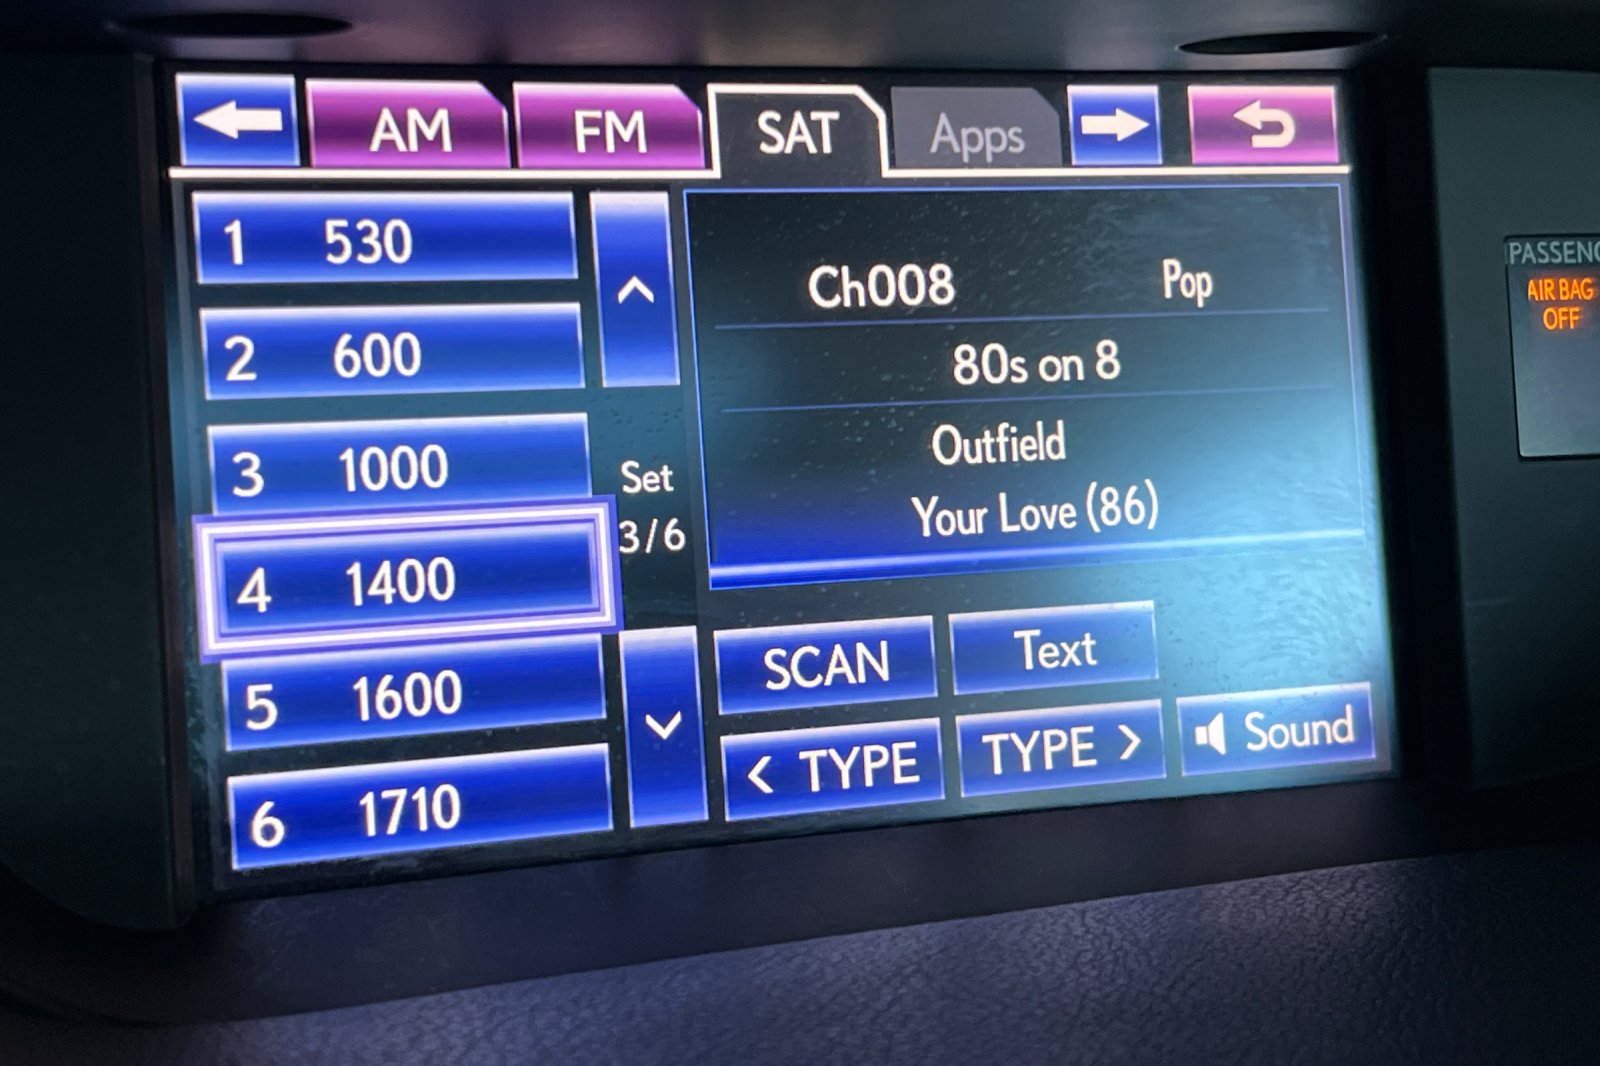 AM FM SAT Apps
1 530
2 600
3 1000
4 1400
5 1600
6 1710
Set
3/6
Ch008 Pop
80s on 8
Outfield
Your Love (86)
SCAN Text
< TYPE TYPE > Sound
AIR BAG
OFF